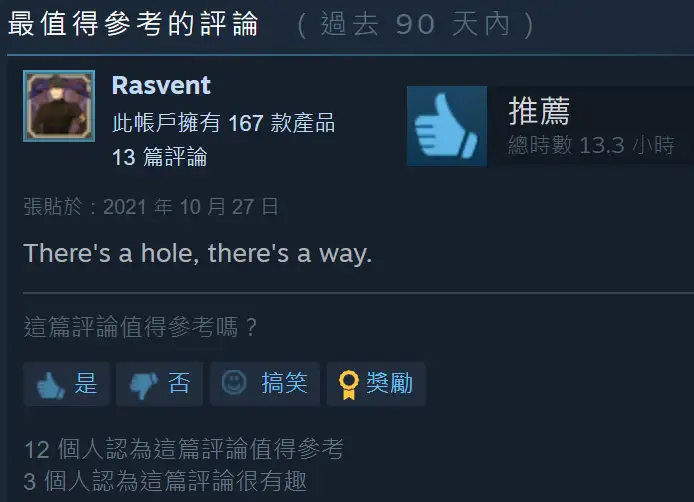 最值得參考的評論 （過去 90 天內）
Rasvent
此帳戶擁有 167 款產品
13 篇評論
推薦
總時數 13.3 小時
張貼於：2021 年 10 月 27 日
There's a hole, there's a way.
這篇評論值得參考嗎？
是 否 搞笑 獎勵
12 個人認為這篇評論值得參考
3 個人認為這篇評論很有趣